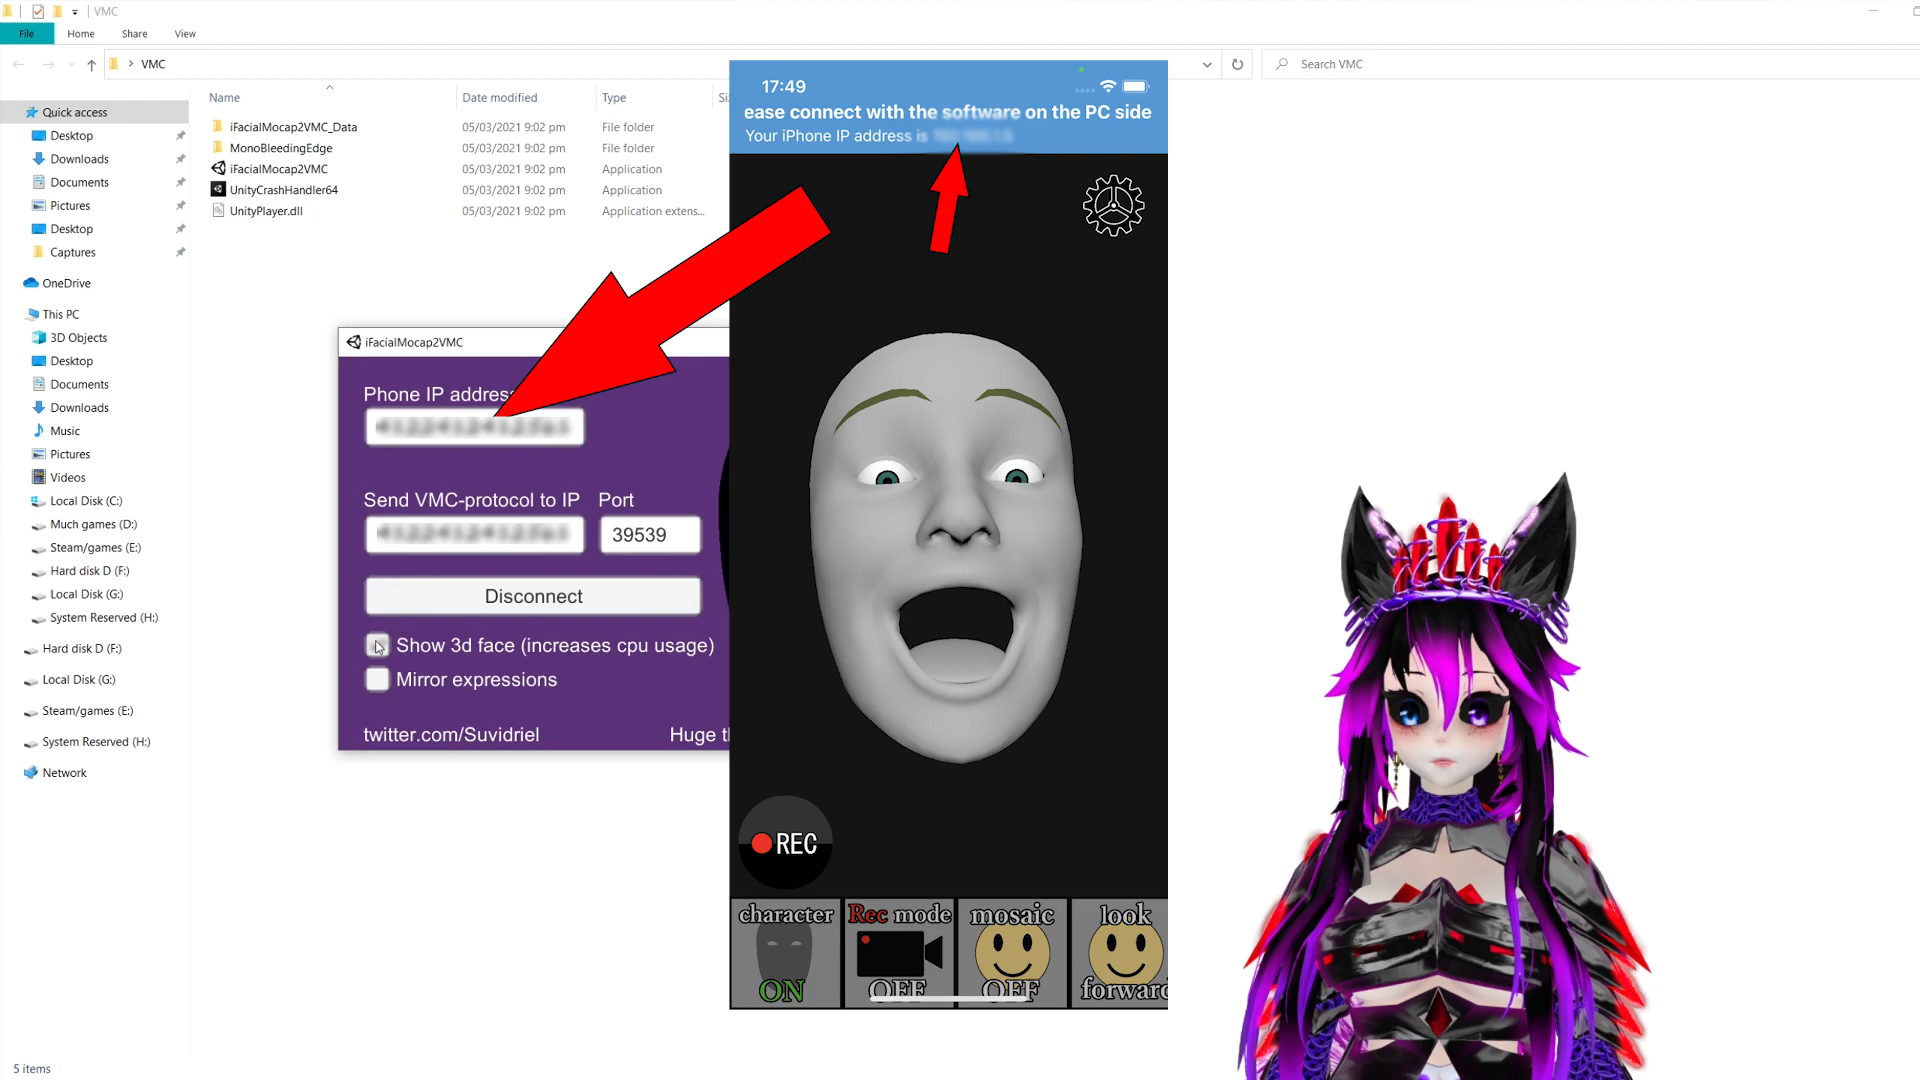 VMC
File Home Share View
VMC
Search VMC
Name Date modified Type
Quick access
Desktop
Downloads
Documents
Pictures
Desktop
Captures
OneDrive
This PC
3D Objects
Desktop
Documents
Downloads
Music
Pictures
Videos
Local Disk (C:)
Much games (D:)
Steam/games (E:)
Hard disk D (F:)
Local Disk (G:)
System Reserved (H:)
Hard disk D (F:)
Local Disk (G:)
Steam/games (E:)
System Reserved (H:)
Network
5 items
iFacialMocap2VMC_Data 05/03/2021 9:02 pm File folder
MonoBleedingEdge 05/03/2021 9:02 pm File folder
iFacialMocap2VMC 05/03/2021 9:02 pm Application
UnityCrashHandler64 05/03/2021 9:02 pm Application
UnityPlayer.dll 05/03/2021 9:02 pm Application extens...
iFacialMocap2VMC
Phone IP addres
Send VMC-protocol to IP Port
39539
Disconnect
Show 3d face (increases cpu usage)
Mirror expressions
twitter.com/Suvidriel Huge
17:49
ease connect with the software on the PC side
Your iPhone IP address is
REC
character ON
Rec mode OFF
mosaic OFF
look forward